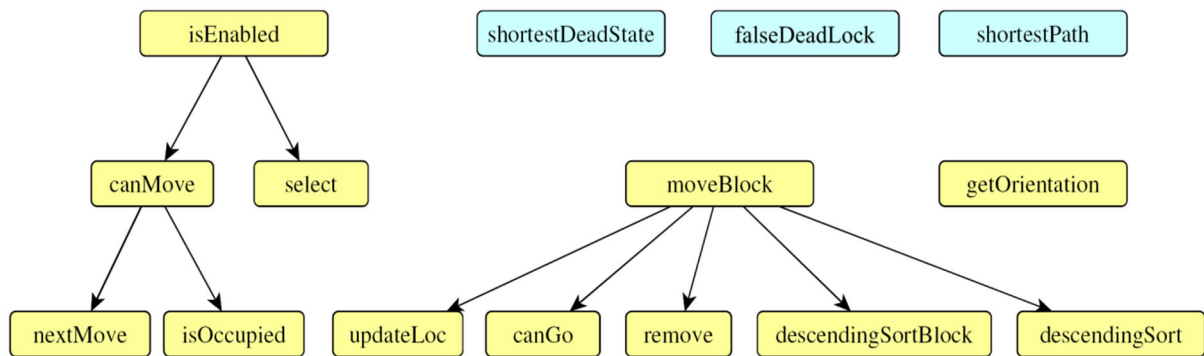 isEnabled
shortestDeadState
falseDeadLock
shortestPath
canMove
select
moveBlock
getOrientation
nextMove
isOccupied
updateLoc
canGo
remove
descendingSortBlock
descendingSort